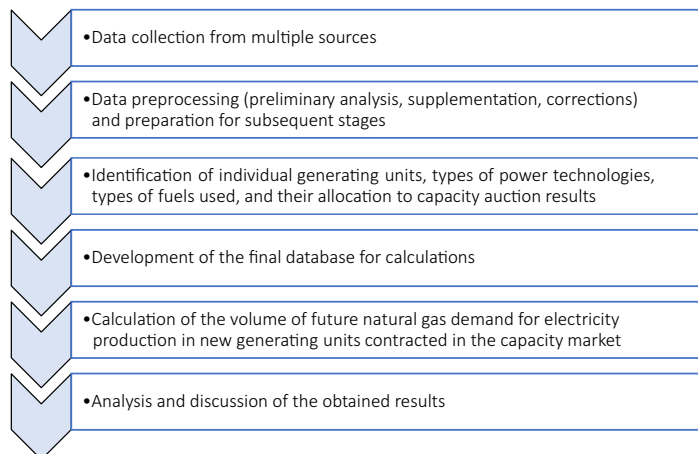 •Data collection from multiple sources
•Data preprocessing (preliminary analysis, supplementation, corrections)
and preparation for subsequent stages
•Identification of individual generating units, types of power technologies,
types of fuels used, and their allocation to capacity auction results
•Development of the final database for calculations
•Calculation of the volume of future natural gas demand for electricity
production in new generating units contracted in the capacity market
•Analysis and discussion of the obtained results